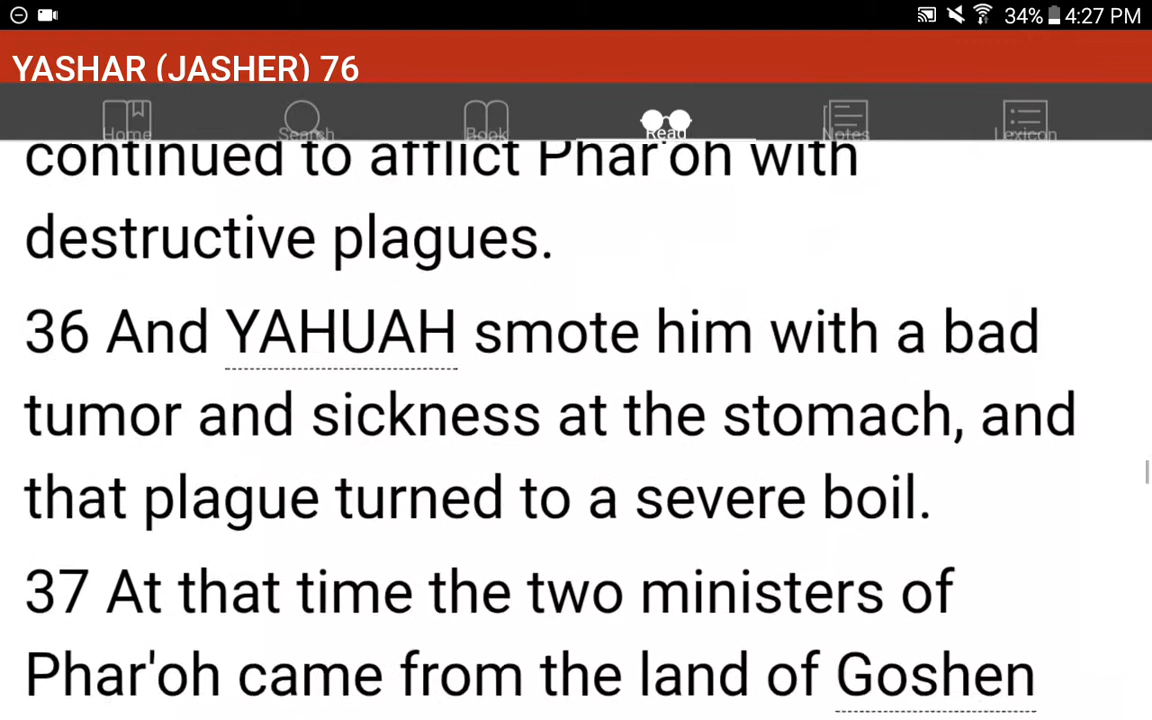 34% 4:27 PM
YASHAR (JASHER) 76
Home Search Book Read Notes Lexicon
continued to afflict Phar'oh with
destructive plagues.
36 And YAHUAH smote him with a bad
tumor and sickness at the stomach, and
that plague turned to a severe boil.
37 At that time the two ministers of
Phar'oh came from the land of Goshen